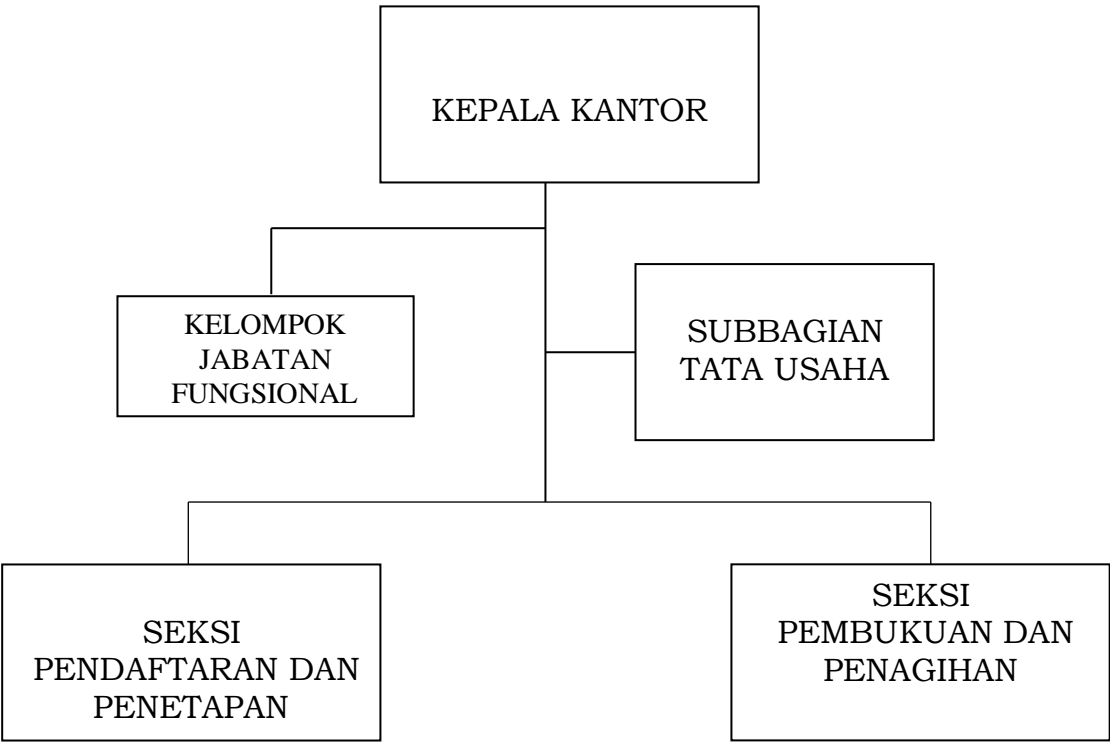 KEPALA KANTOR
KELOMPOK
JABATAN
FUNGSIONAL
SUBBAGIAN
TATA USAHA
SEKSI
PENDAFTARAN DAN
PENETAPAN
SEKSI
PEMBUKUAN DAN
PENAGIHAN